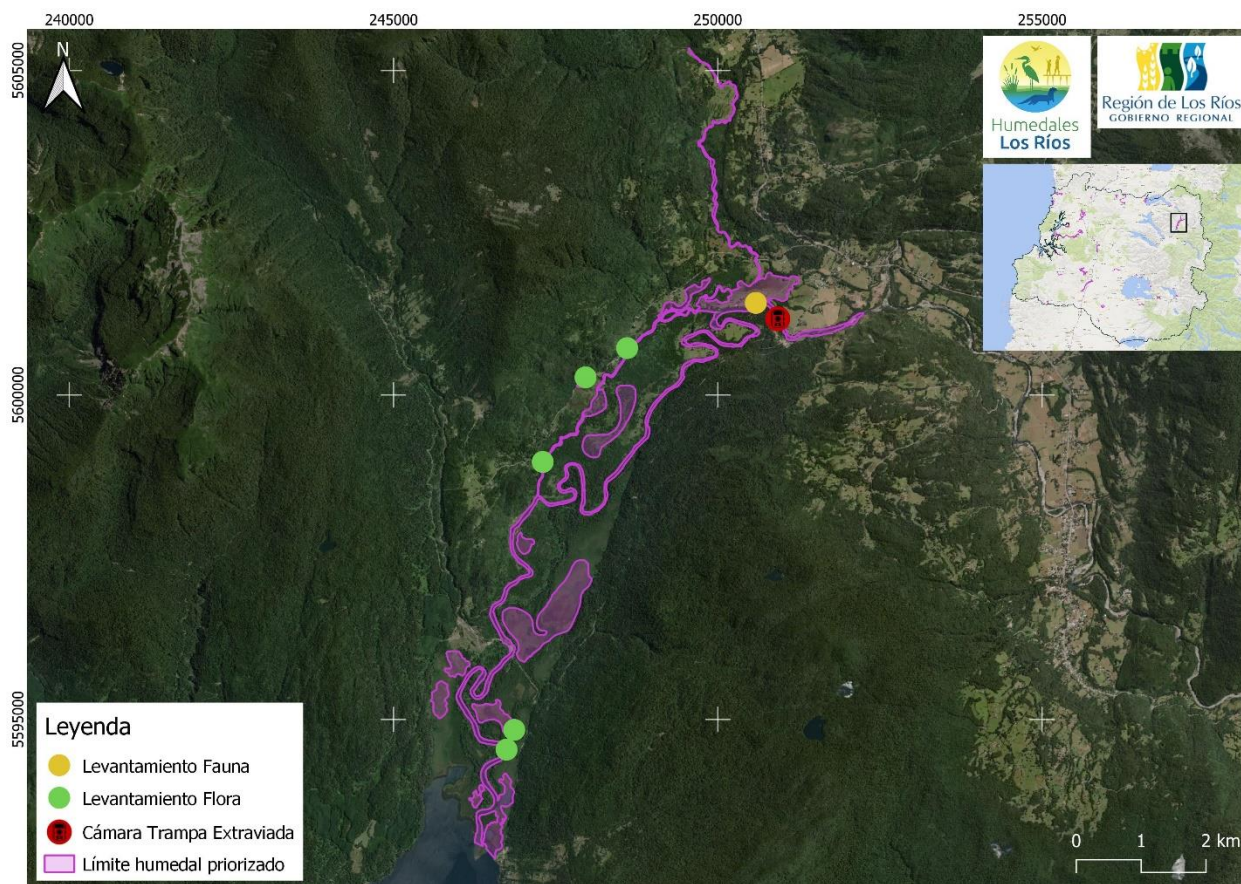 240000
245000
250000
255000
N
5605000
5600000
5595000
Humedales
Los Ríos
Región de Los Ríos
GOBIERNO REGIONAL
Leyenda
Levantamiento Fauna
Levantamiento Flora
Cámara Trampa Extraviada
Límite humedal priorizado
0 1 2 km